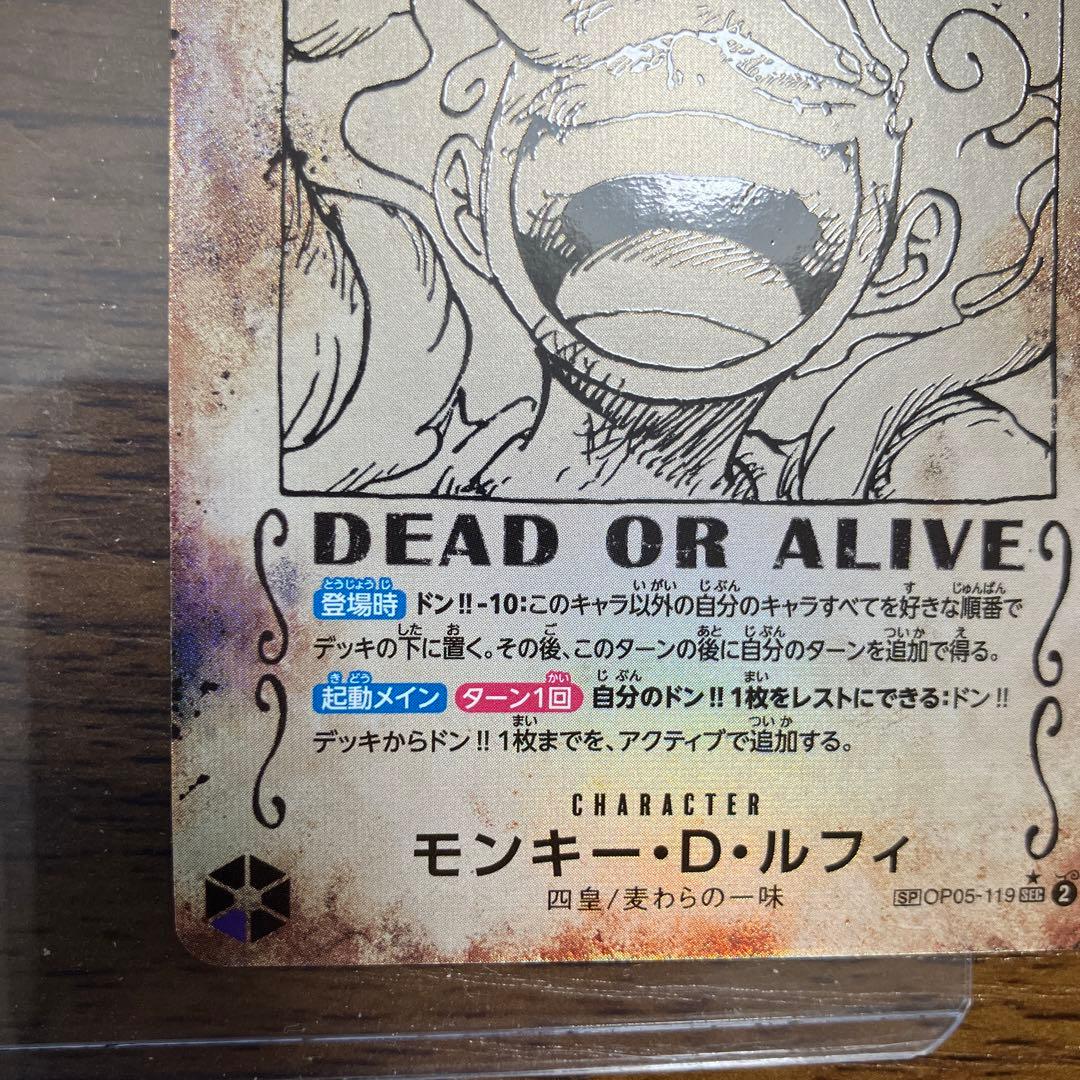 DEAD OR ALIVE
登場時 ドン!!-10:このキャラ以外の自分のキャラすべてを好きな順番で
デッキの下に置く。その後、このターンの後に自分のターンを追加で得る。
起動メイン ターン1回 自分のドン!!1枚をレストにできる:ドン!!
デッキからドン!!1枚までを、アクティブで追加する。
CHARACTER
モンキー・D・ルフィ
四皇/麦わらの一味
SP OP05-119 SEC 2